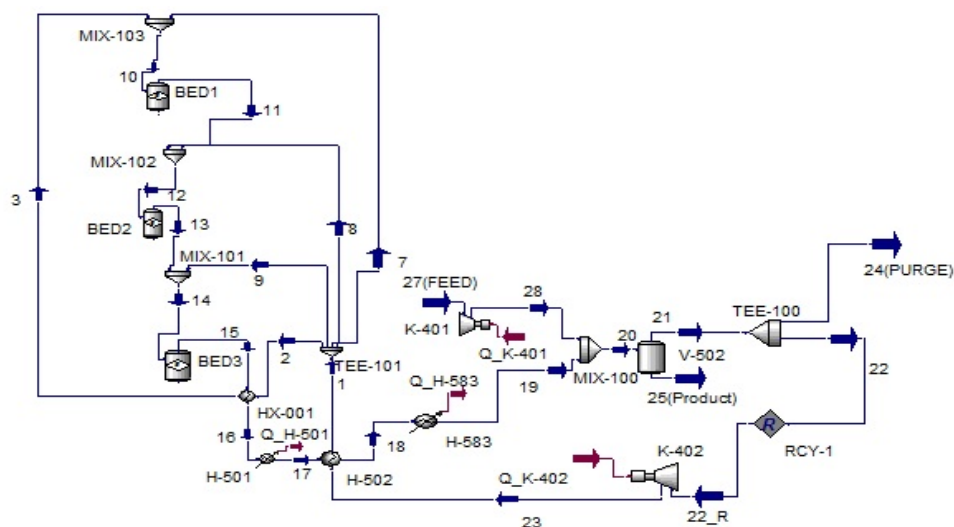 MIX-103
10
BED1
11
MIX-102
3
12
BED2
13
8
7
MIX-101
9
14
27(FEED)
28
24(PURGE)
K-401
TEE-100
15
2
TEE-101
Q_K-401
20
21
MIX-100
V-502
22
BED3
1
Q_H-583
19
25(Product)
HX-001
16
Q_H-501
18
H-583
R
RCY-1
H-501
17
H-502
K-402
Q_K-402
22_R
23